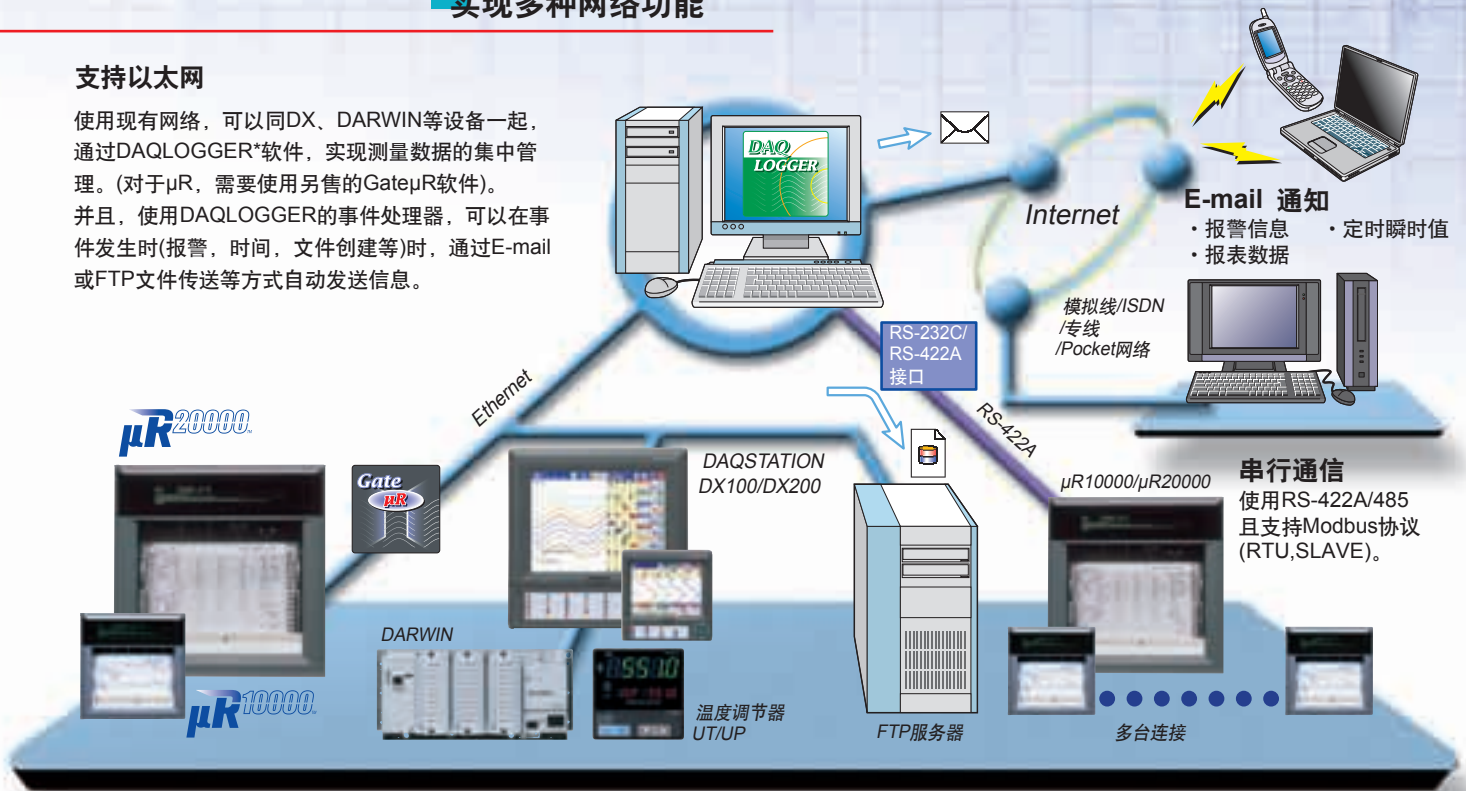 实现多种网络功能
支持以太网
使用现有网络，可以同DX、DARWIN等设备一起，
通过DAQLOGGER*软件，实现测量数据的集中管
理。(对于μR，需要使用另售的GateμR软件)。
并且，使用DAQLOGGER的事件处理器，可以在事
件发生时(报警，时间，文件创建等)时，通过E-mail
或FTP文件传送等方式自动发送信息。
DAQ
LOGGER
Internet
E-mail 通知
・报警信息 ・定时瞬时值
・报表数据
模拟线/ISDN
/专线
/Pocket网络
RS-232C/
RS-422A
接口
Ethernet
RS-422A
μR20000
Gate
μR
DAQSTATION
DX100/DX200
μR10000/μR20000
串行通信
使用RS-422A/485
且支持Modbus协议
(RTU,SLAVE)。
DARWIN
μR10000
温度调节器
UT/UP
FTP服务器
多台连接